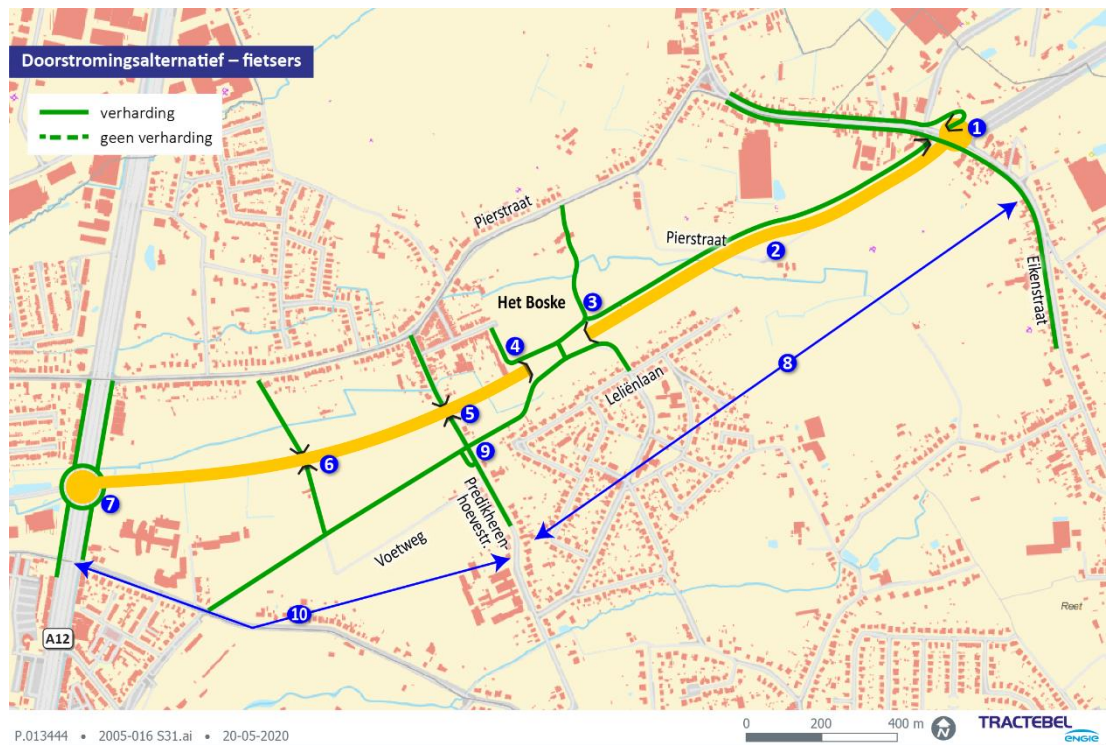 Doorstromingsalternatief – fietsers
verharding
geen verharding
1
Pierstraat
Pierstraat
2
Eikenstraat
Het Boske
3
4
8
Leliënlaan
5
9
6
7
Predikheren-
hoevestr.
Voetweg
10
Reet
A12
P.013444 • 2005-016 S31.ai • 20-05-2020
0 200 400 m
N
TRACTEBEL
ENGIE